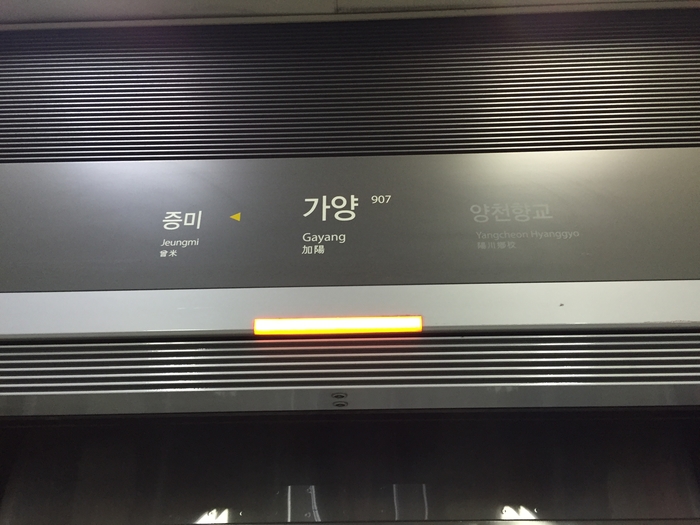 증미
Jeungmi
曾米
◀
가양 907
Gayang
加陽
양천향교
Yangcheon Hyanggyo
陽川鄕校